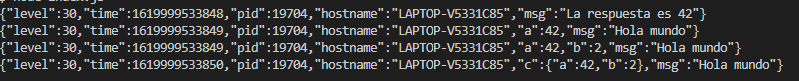 {"level":30,"time":1619999533848,"pid":19704,"hostname":"LAPTOP-V5331C85","msg":"La respuesta es 42"}
{"level":30,"time":1619999533849,"pid":19704,"hostname":"LAPTOP-V5331C85","a":42,"msg":"Hola mundo"}
{"level":30,"time":1619999533849,"pid":19704,"hostname":"LAPTOP-V5331C85","a":42,"b":2,"msg":"Hola mundo"}
{"level":30,"time":1619999533850,"pid":19704,"hostname":"LAPTOP-V5331C85","c":{"a":42,"b":2},"msg":"Hola mundo"}